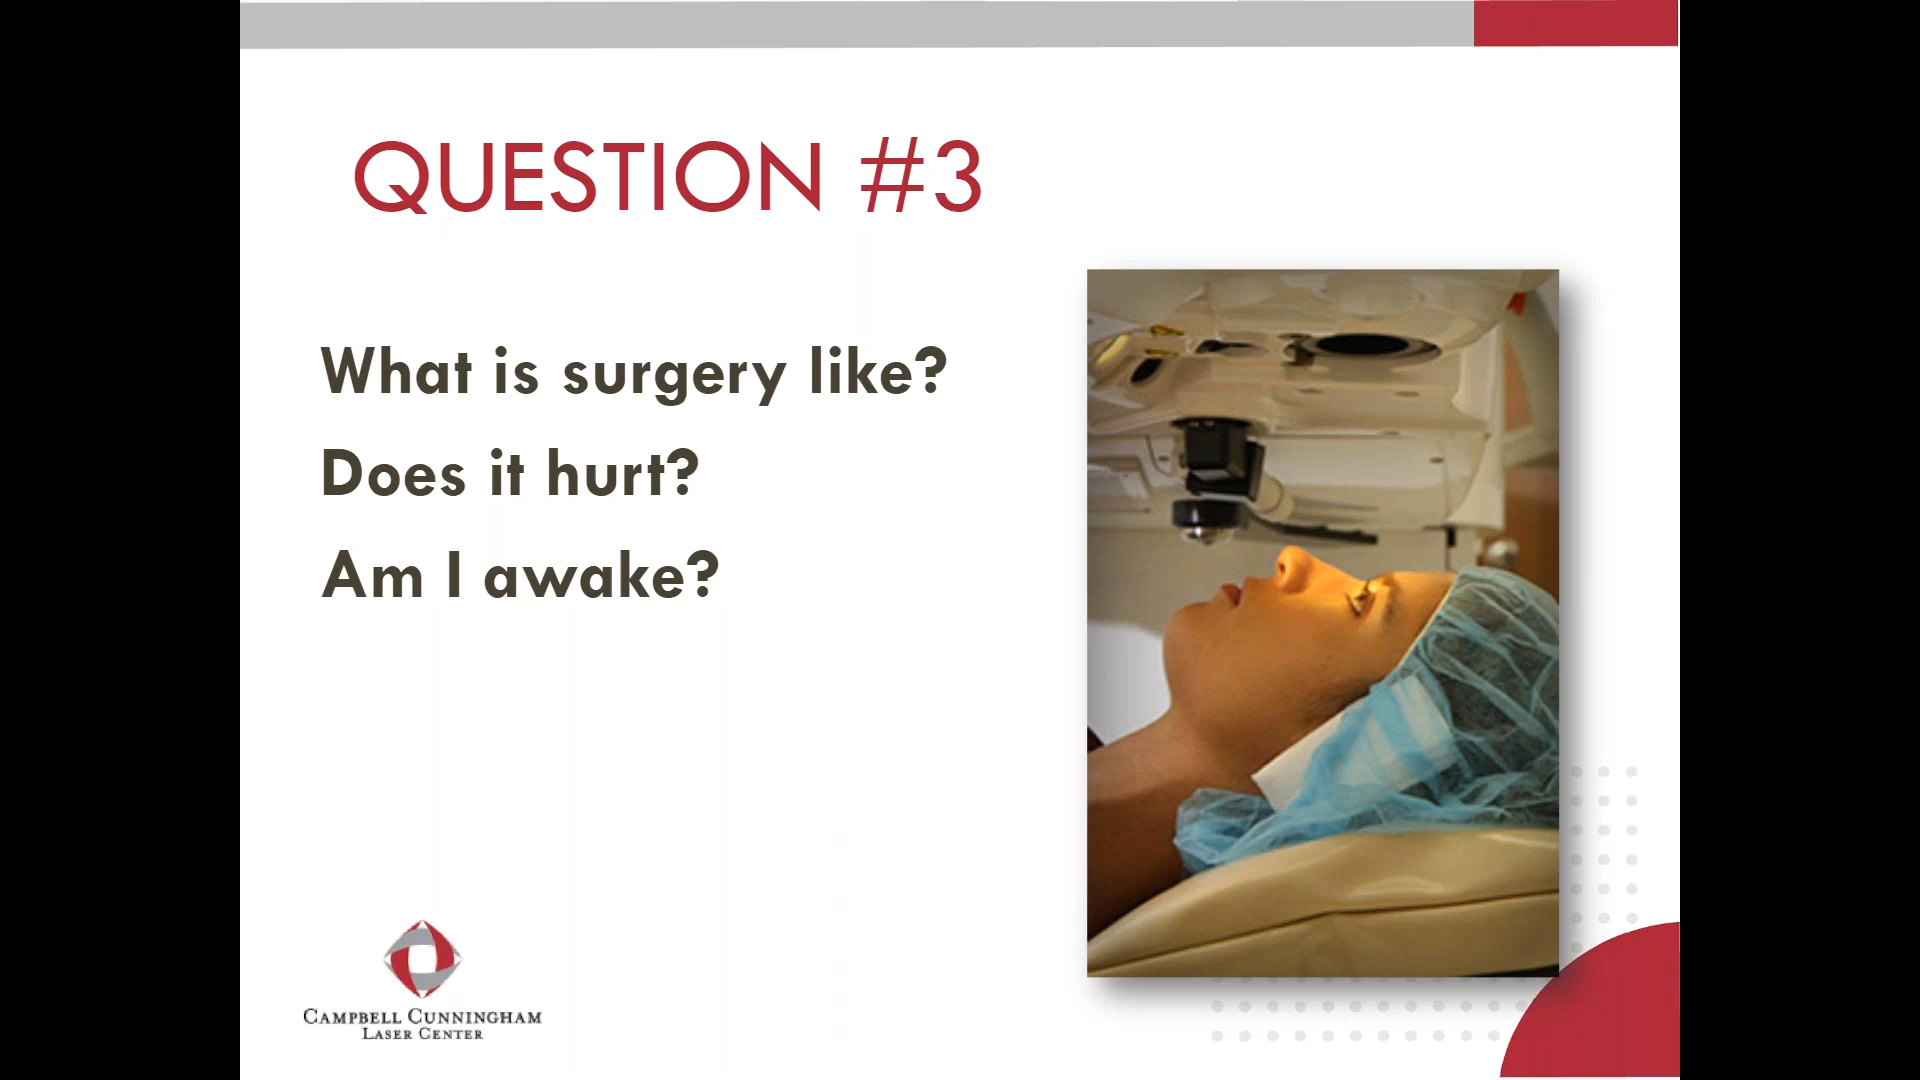 QUESTION #3
What is surgery like?
Does it hurt?
Am I awake?
CAMPBELL CUNNINGHAM
LASER CENTER